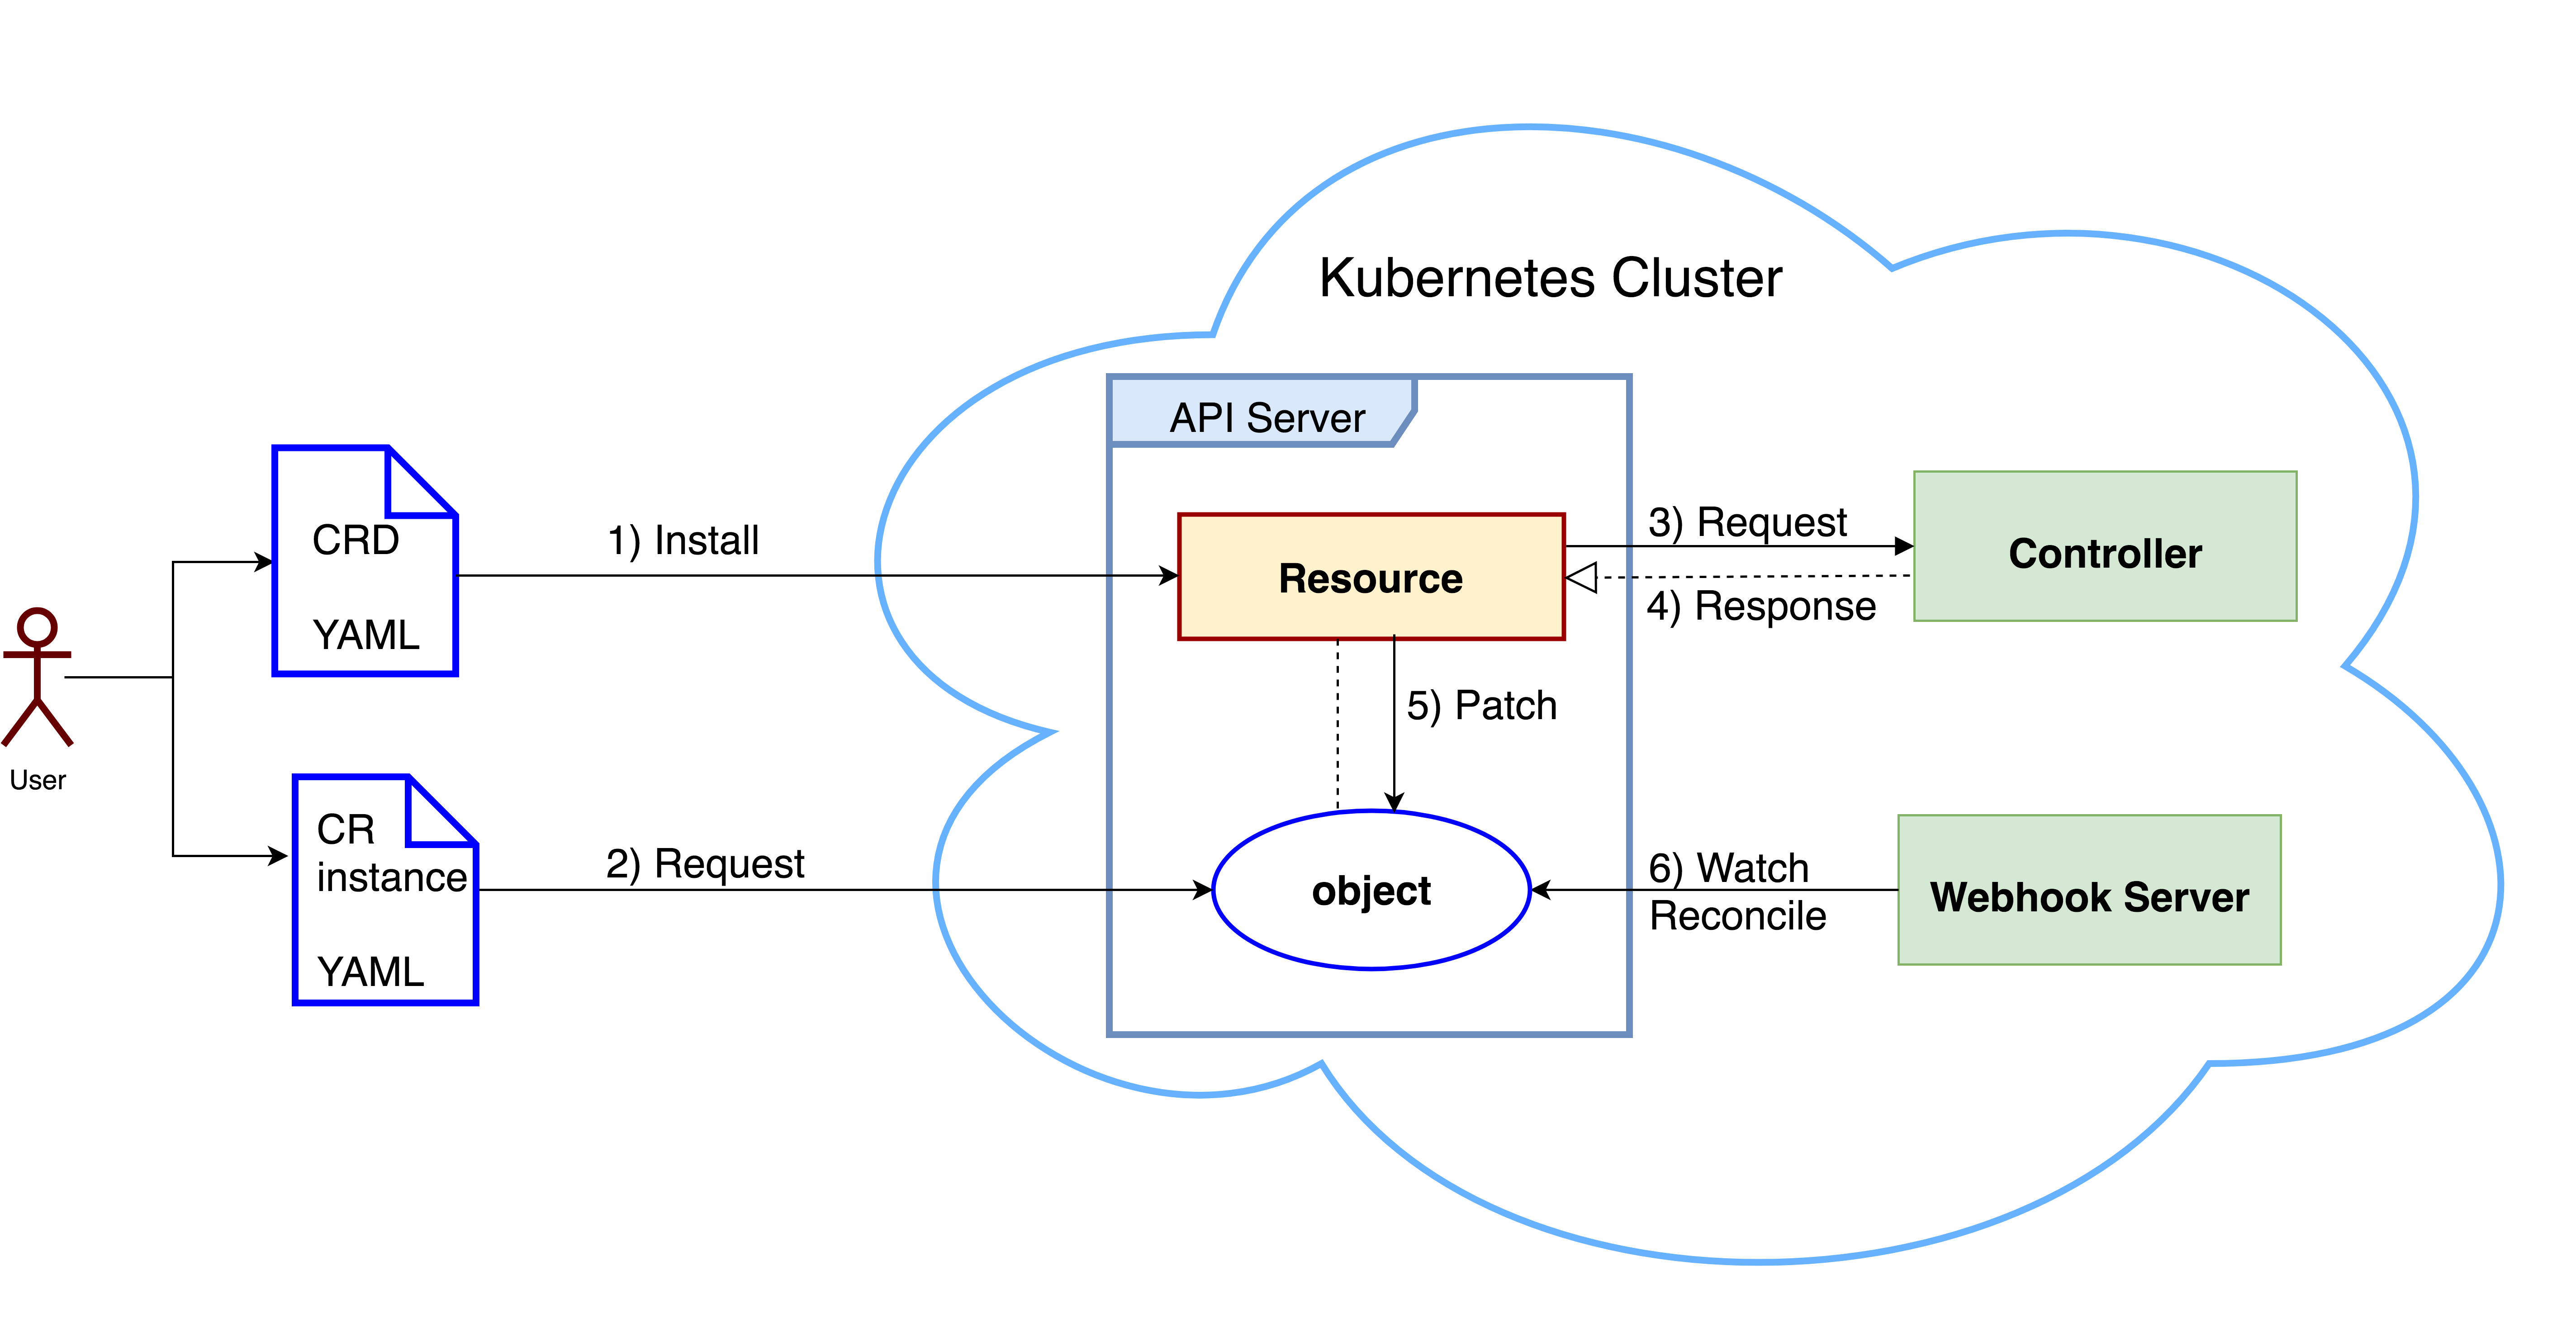 Kubernetes Cluster
API Server
CRD
YAML
1) Install
Resource
3) Request
4) Response
Controller
User
5) Patch
CR
instance
YAML
2) Request
object
6) Watch
Reconcile
Webhook Server